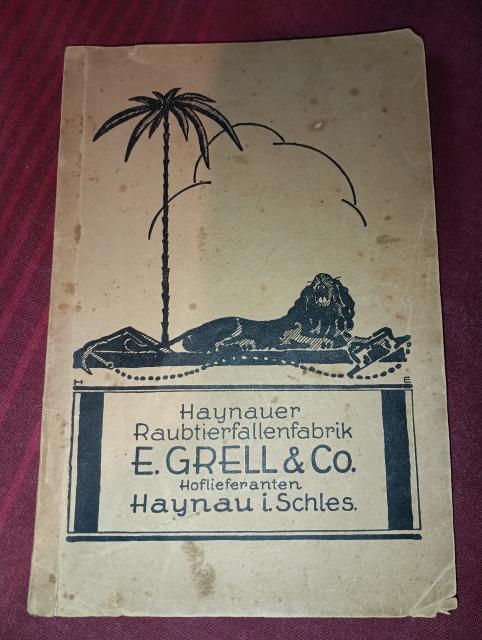 H E
Haynauer
Raubtierfallenfabrik
E. GRELL & Co.
Hoflieferanten
Haynau i. Schles.